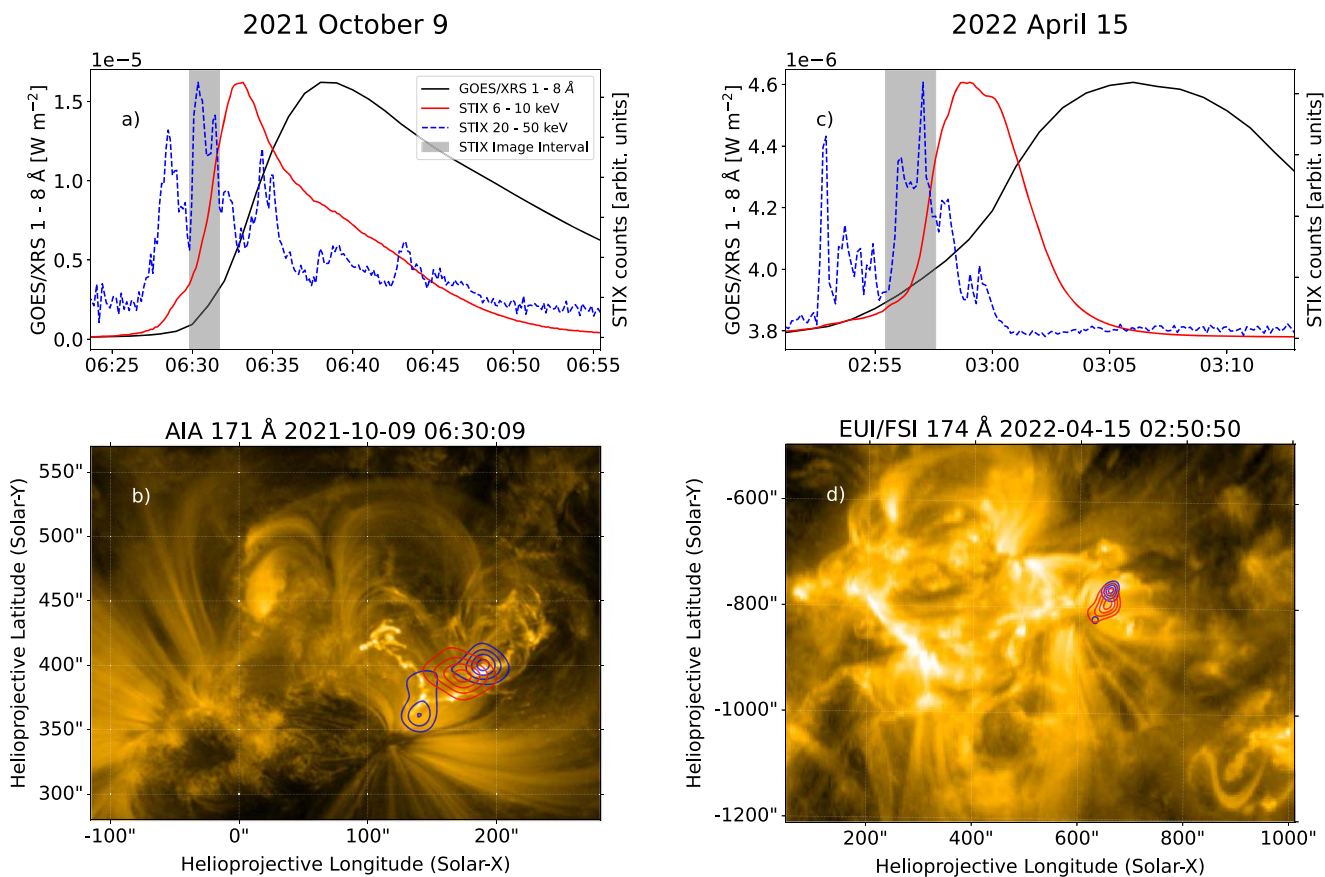 2021 October 9
2022 April 15
1e−5
GOES/XRS 1 - 8 Å [W m−2]
1.5
1.0
0.5
0.0
a)
GOES/XRS 1 - 8 Å
STIX 6 - 10 keV
STIX 20 - 50 keV
STIX Image Interval
STIX counts [arbit. units]
06:25 06:30 06:35 06:40 06:45 06:50 06:55
1e−6
GOES/XRS 1 - 8 Å [W m−2]
4.6
4.4
4.2
4.0
3.8
c)
STIX counts [arbit. units]
02:55 03:00 03:05 03:10
AIA 171 Å 2021-10-09 06:30:09
Helioprojective Latitude (Solar-Y)
550"
500"
450"
400"
350"
300"
b)
-100" 0" 100" 200"
Helioprojective Longitude (Solar-X)
EUI/FSI 174 Å 2022-04-15 02:50:50
Helioprojective Latitude (Solar-Y)
-600"
-800"
-1000"
-1200"
d)
200" 400" 600" 800" 1000"
Helioprojective Longitude (Solar-X)